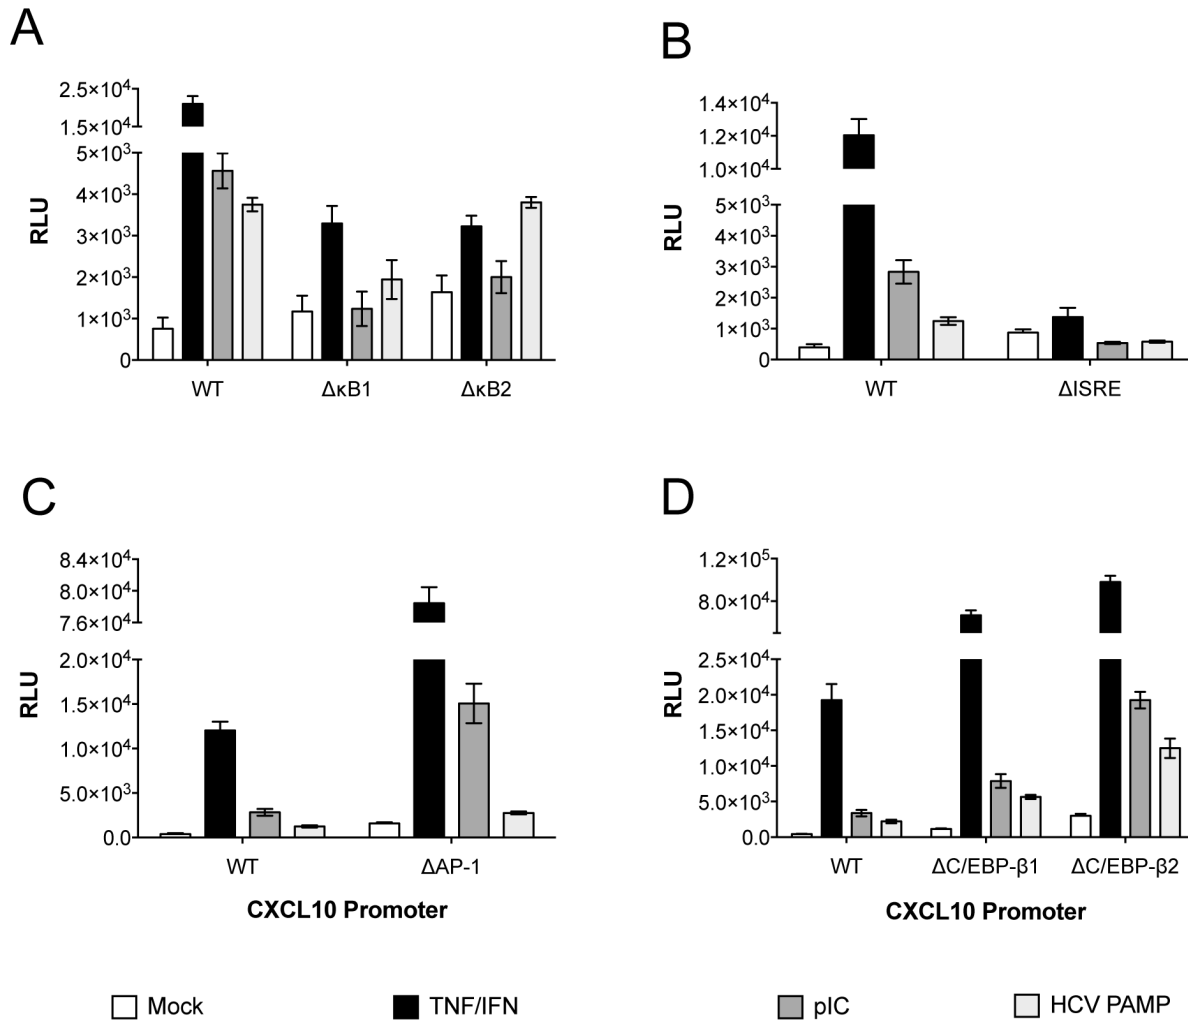 A
2.5×10⁴
1.5×10⁴
5×10³
4×10³
3×10³
2×10³
1×10³
0
RLU
WT
ΔκB1
ΔκB2
B
1.4×10⁴
1.2×10⁴
1.0×10⁴
5×10³
4×10³
3×10³
2×10³
1×10³
0
RLU
WT
ΔISRE
C
8.4×10⁴
8.0×10⁴
7.6×10⁴
2.0×10⁴
1.5×10⁴
1.0×10⁴
5.0×10³
0.0
RLU
WT
ΔAP-1
CXCL10 Promoter
D
1.2×10⁵
8.0×10⁴
2.5×10⁴
2.0×10⁴
1.5×10⁴
1.0×10⁴
5.0×10³
0.0
RLU
WT
ΔC/EBP-β1
ΔC/EBP-β2
CXCL10 Promoter
Mock
TNF/IFN
pIC
HCV PAMP